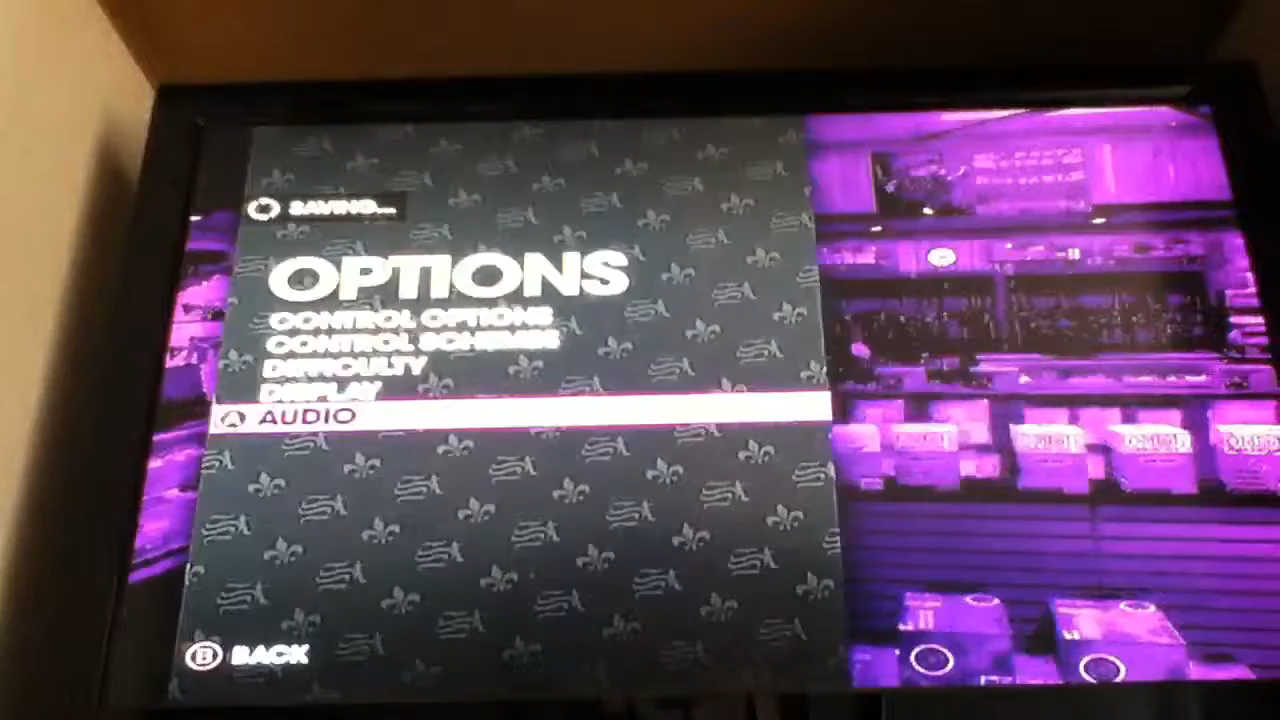 SAVING...
OPTIONS
CONTROL OPTIONS
CONTROL SCHEMES
DIFFICULTY
DISPLAY
A AUDIO
B BACK